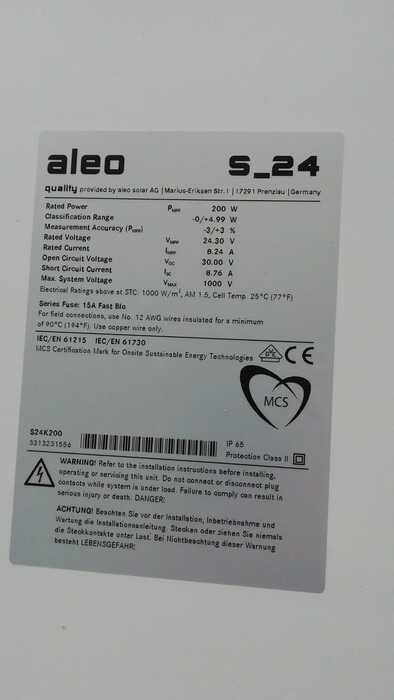 aleo S_24
quality provided by aleo solar AG | Marius-Eriksen Str. 1 | 17291 Prenzlau | Germany
Rated Power PMPP 200 W
Classification Range -0/+4.99 W
Measurement Accuracy (PMPP) -3/+3 %
Rated Voltage VMPP 24.30 V
Rated Current IMPP 8.24 A
Open Circuit Voltage VOC 30.00 V
Short Circuit Current ISC 8.76 A
Max. System Voltage VMAX 1000 V
Electrical Ratings above at STC: 1000 W/m², AM 1.5, Cell Temp. 25°C (77°F)
Series Fuse: 15A Fast Blo
For field connections, use No. 12 AWG wires insulated for a minimum
of 90°C (194°F). Use copper wire only.
IEC/EN 61215 IEC/EN 61730
MCS Certification Mark for Onsite Sustainable Energy Technologies
CE
MCS
S24K200
5313231556
IP 65
Protection Class II
WARNING! Refer to the installation instructions before installing,
operating or servicing this unit. Do not connect or disconnect plug
contacts while system is under load. Failure to comply can result in
serious injury or death. DANGER!
ACHTUNG! Beachten Sie vor der Installation, Inbetriebnahme und
Wartung die Installationsanleitung. Stecken oder ziehen Sie niemals
die Steckkontakte unter Last. Bei Nichtbeachtung dieser Warnung
besteht LEBENSGEFAHR!